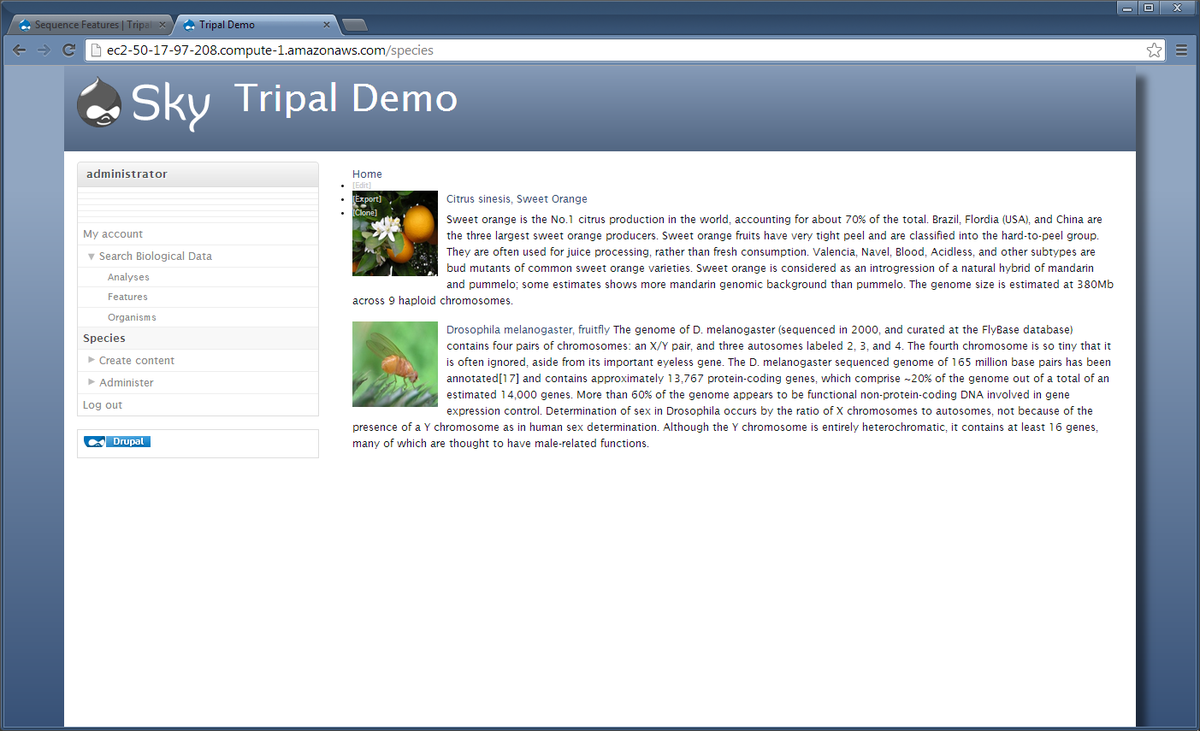 Sequence Features | Tripal
Tripal Demo
ec2-50-17-97-208.compute-1.amazonaws.com/species
Sky Tripal Demo
administrator
My account
Search Biological Data
Analyses
Features
Organisms
Species
Create content
Administer
Log out
Drupal
Home
[Edit]
[Export]
[Clone]
Citrus sinesis, Sweet Orange
Sweet orange is the No.1 citrus production in the world, accounting for about 70% of the total. Brazil, Flordia (USA), and China are
the three largest sweet orange producers. Sweet orange fruits have very tight peel and are classified into the hard-to-peel group.
They are often used for juice processing, rather than fresh consumption. Valencia, Navel, Blood, Acidless, and other subtypes are
bud mutants of common sweet orange varieties. Sweet orange is considered as an introgression of a natural hybrid of mandarin
and pummelo; some estimates shows more mandarin genomic background than pummelo. The genome size is estimated at 380Mb
across 9 haploid chromosomes.
Drosophila melanogaster, fruitfly The genome of D. melanogaster (sequenced in 2000, and curated at the FlyBase database)
contains four pairs of chromosomes: an X/Y pair, and three autosomes labeled 2, 3, and 4. The fourth chromosome is so tiny that it
is often ignored, aside from its important eyeless gene. The D. melanogaster sequenced genome of 165 million base pairs has been
annotated[17] and contains approximately 13,767 protein-coding genes, which comprise ~20% of the genome out of a total of an
estimated 14,000 genes. More than 60% of the genome appears to be functional non-protein-coding DNA involved in gene
expression control. Determination of sex in Drosophila occurs by the ratio of X chromosomes to autosomes, not because of the
presence of a Y chromosome as in human sex determination. Although the Y chromosome is entirely heterochromatic, it contains at least 16 genes,
many of which are thought to have male-related functions.